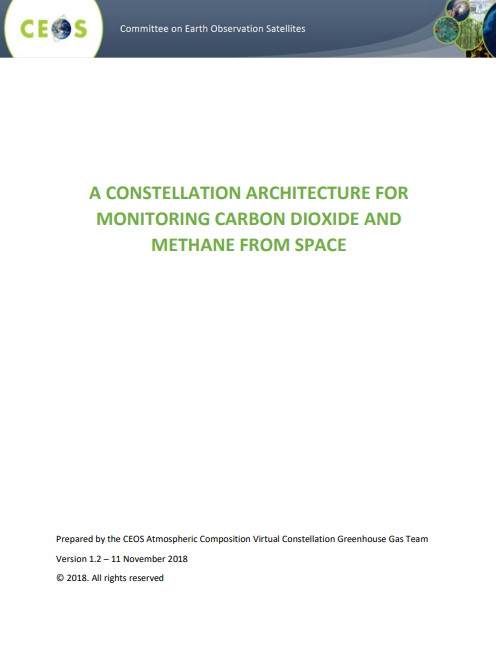 CEOS
Committee on Earth Observation Satellites
A CONSTELLATION ARCHITECTURE FOR
MONITORING CARBON DIOXIDE AND
METHANE FROM SPACE
Prepared by the CEOS Atmospheric Composition Virtual Constellation Greenhouse Gas Team
Version 1.2 – 11 November 2018
© 2018. All rights reserved